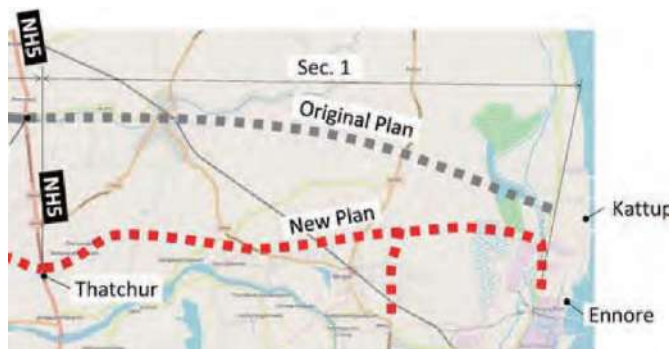 NH5
Sec. 1
Original Plan
NH5
New Plan
Kattup
Thatchur
Ennore